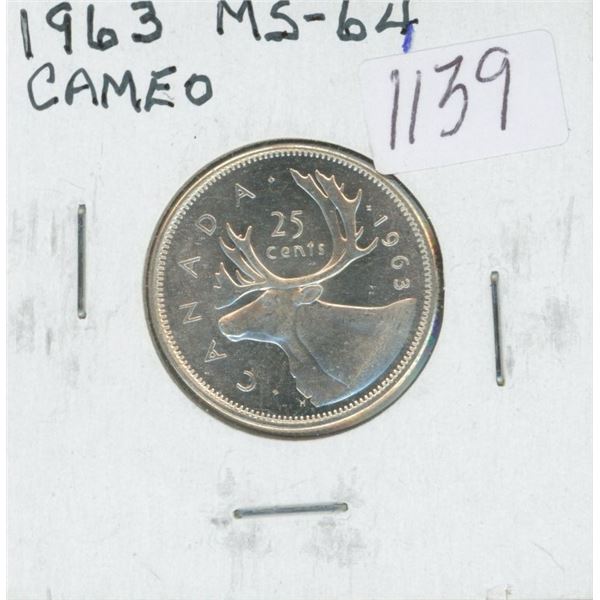 1963 MS-64
CAMEO
1139
CANADA
25
cents
1963
H